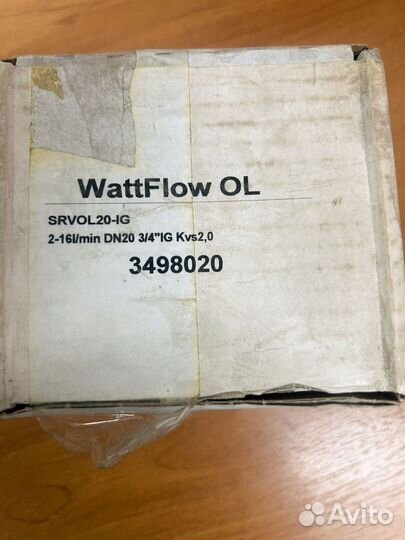 WattFlow OL
SRVOL20-IG
2-16l/min DN20 3/4"IG Kvs2,0
3498020
Avito